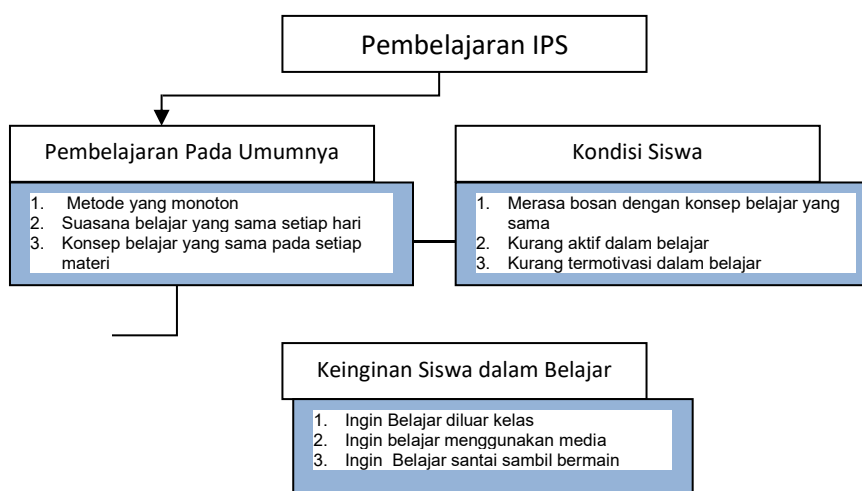 Pembelajaran IPS
Pembelajaran Pada Umumnya
1. Metode yang monoton
2. Suasana belajar yang sama setiap hari
3. Konsep belajar yang sama pada setiap
materi
Kondisi Siswa
1. Merasa bosan dengan konsep belajar yang
sama
2. Kurang aktif dalam belajar
3. Kurang termotivasi dalam belajar
Keinginan Siswa dalam Belajar
1. Ingin Belajar diluar kelas
2. Ingin belajar menggunakan media
3. Ingin Belajar santai sambil bermain